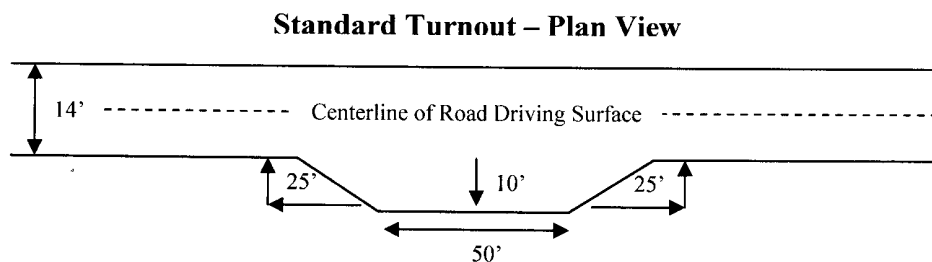 Standard Turnout – Plan View
14’
Centerline of Road Driving Surface
25’
10’
25’
50’